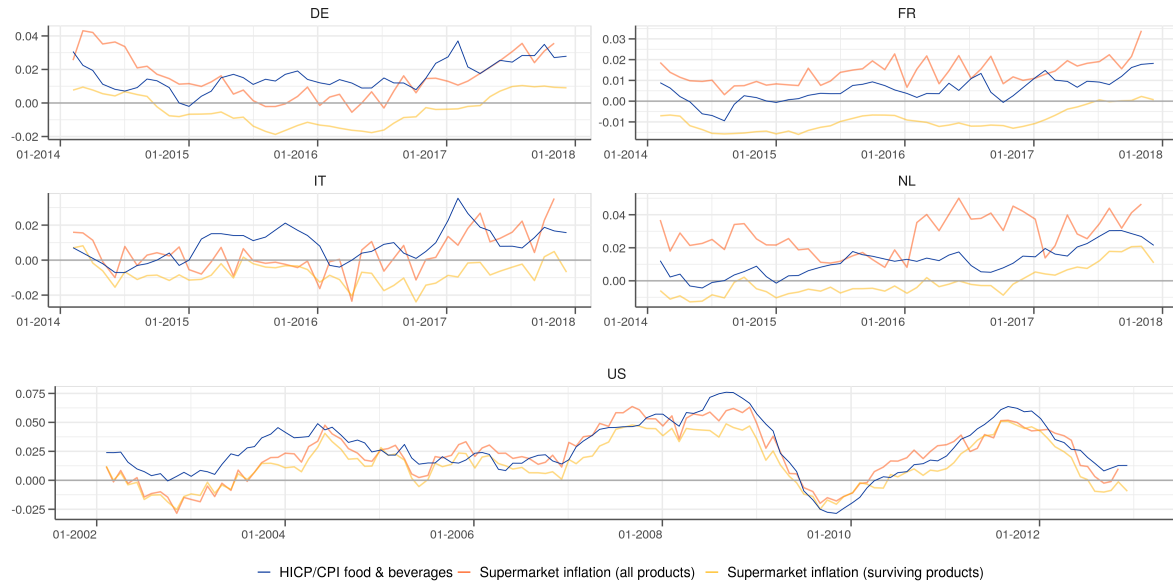 DE
0.04
0.02
0.00
-0.02
01-2014 01-2015 01-2016 01-2017 01-2018
FR
0.03
0.02
0.01
0.00
-0.01
01-2014 01-2015 01-2016 01-2017 01-2018
IT
0.02
0.00
-0.02
01-2014 01-2015 01-2016 01-2017 01-2018
NL
0.04
0.02
0.00
01-2014 01-2015 01-2016 01-2017 01-2018
US
0.075
0.050
0.025
0.000
-0.025
01-2002 01-2004 01-2006 01-2008 01-2010 01-2012
HICP/CPI food & beverages Supermarket inflation (all products) Supermarket inflation (surviving products)